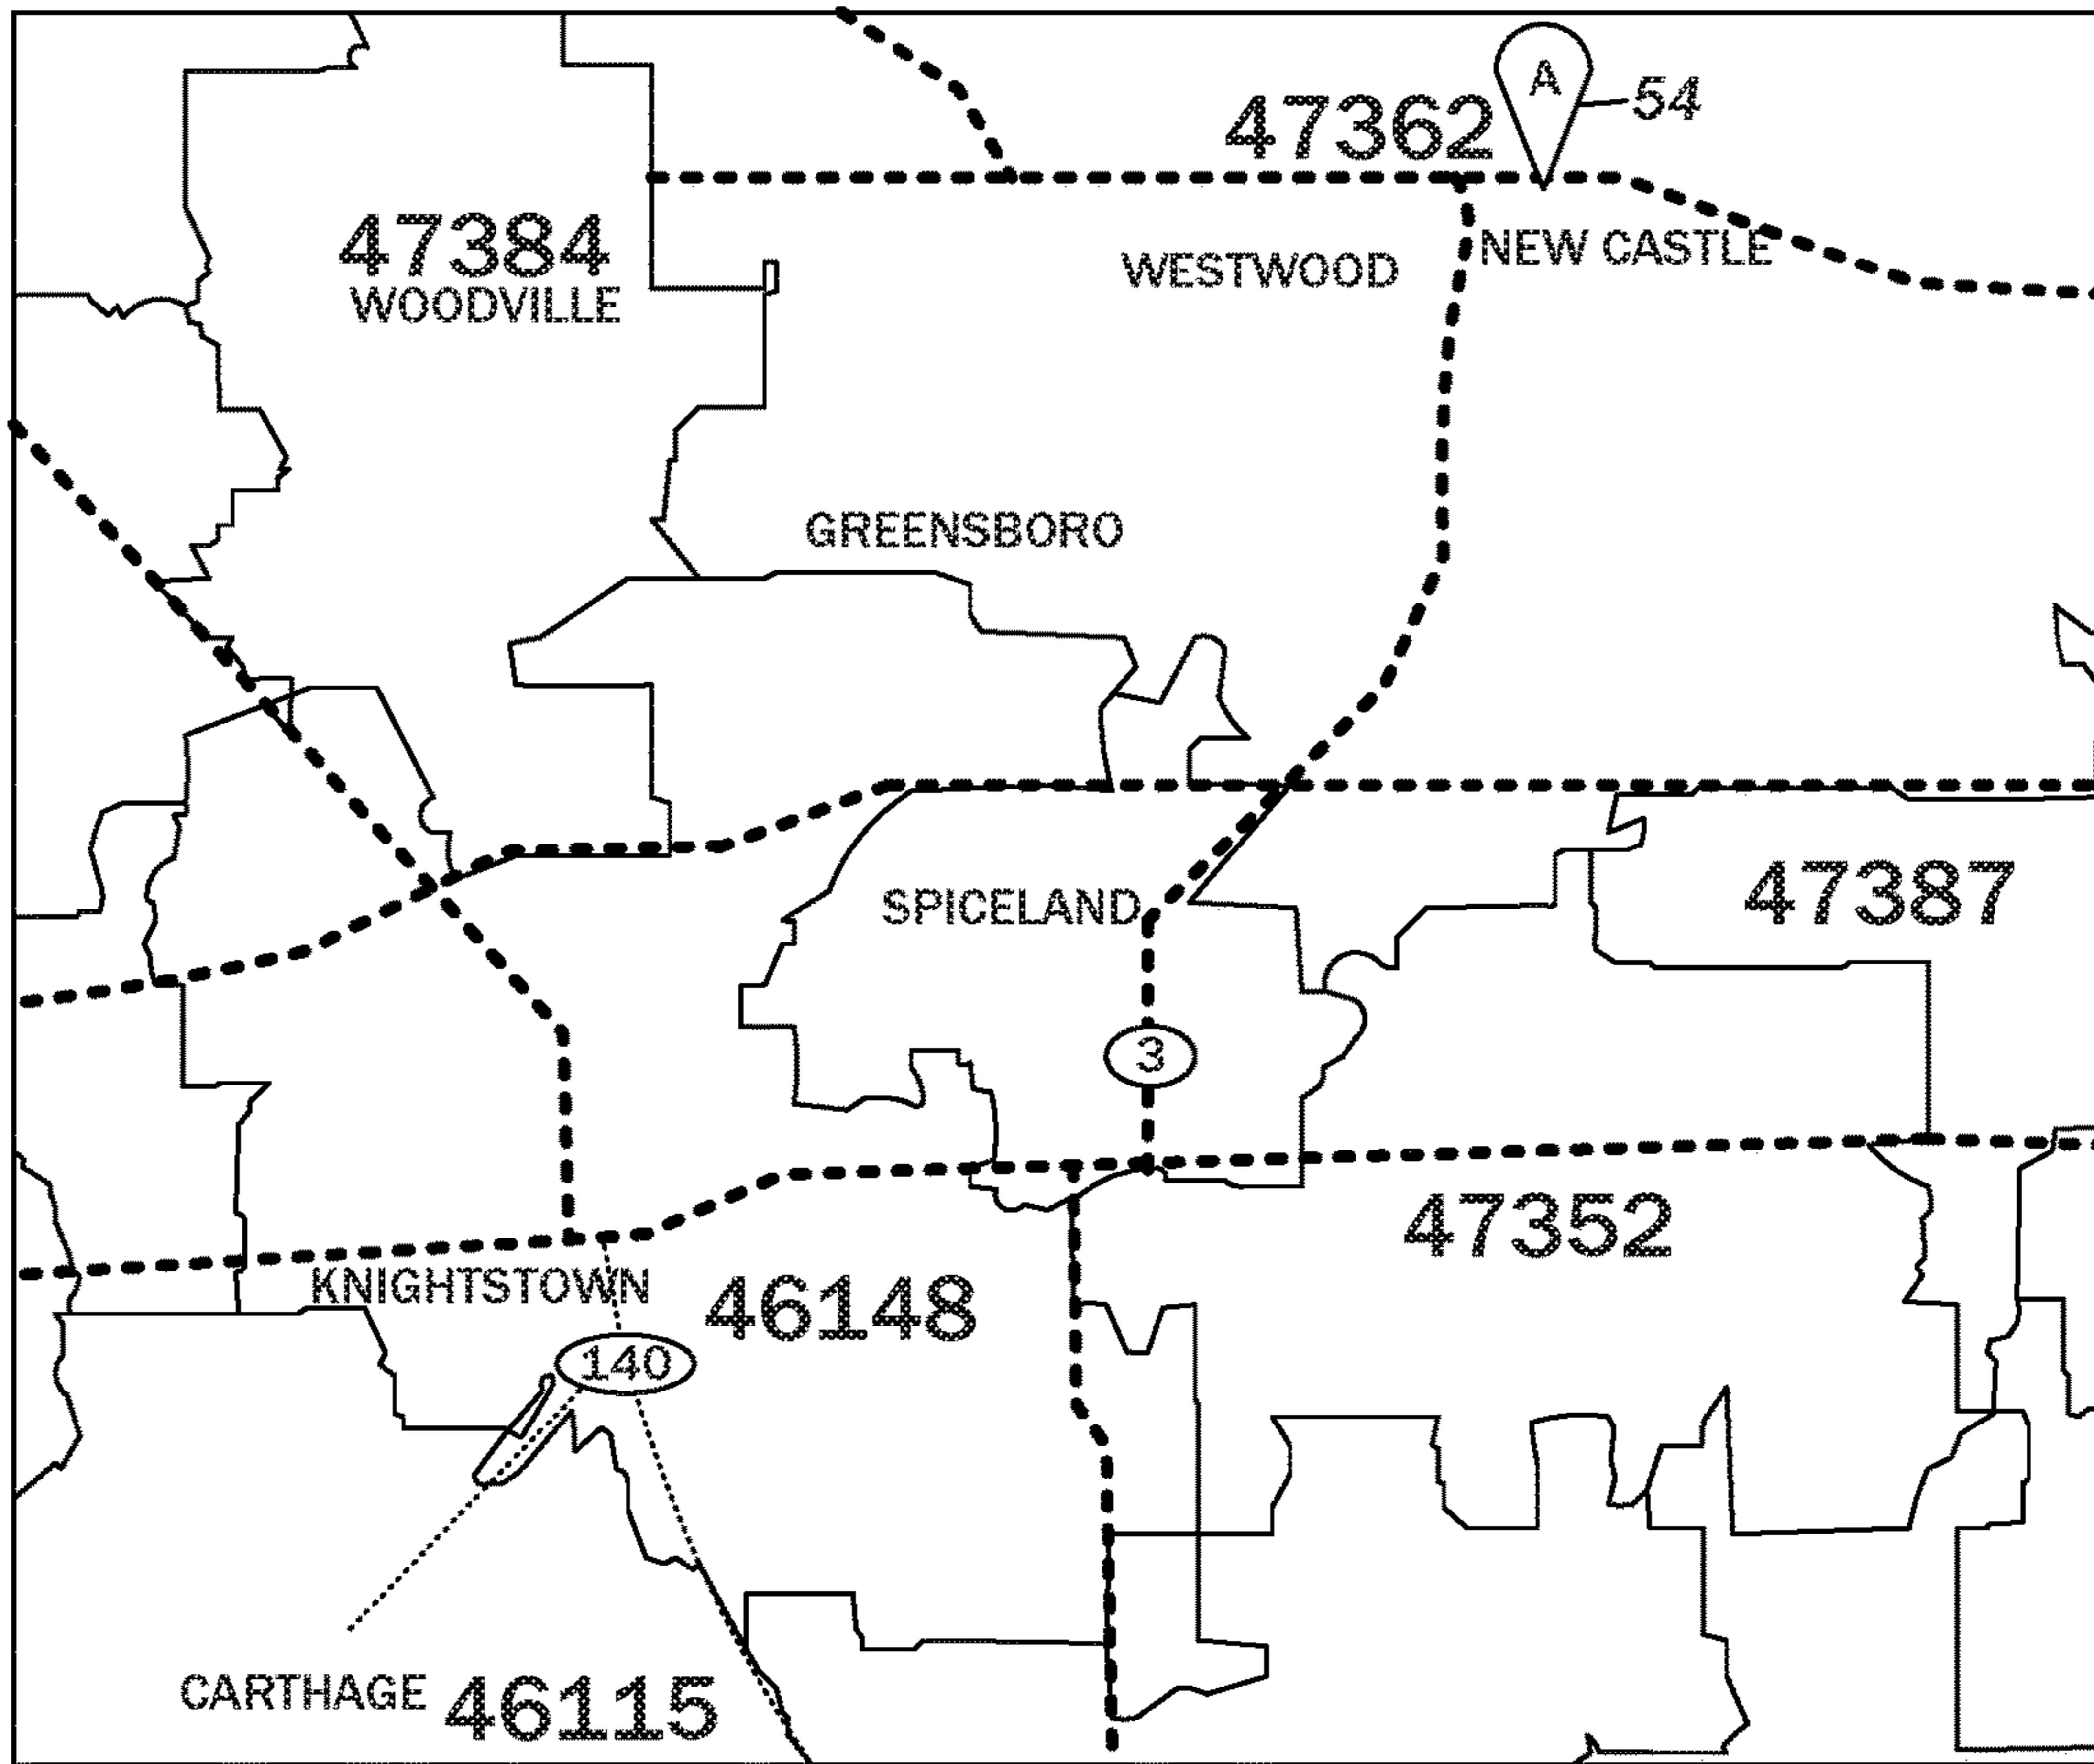 A
54
47362
47384
WOODVILLE
WESTWOOD
NEW CASTLE
GREENSBORO
47387
SPICELAND
3
47352
KNIGHTSTOWN
46148
140
CARTHAGE
46115